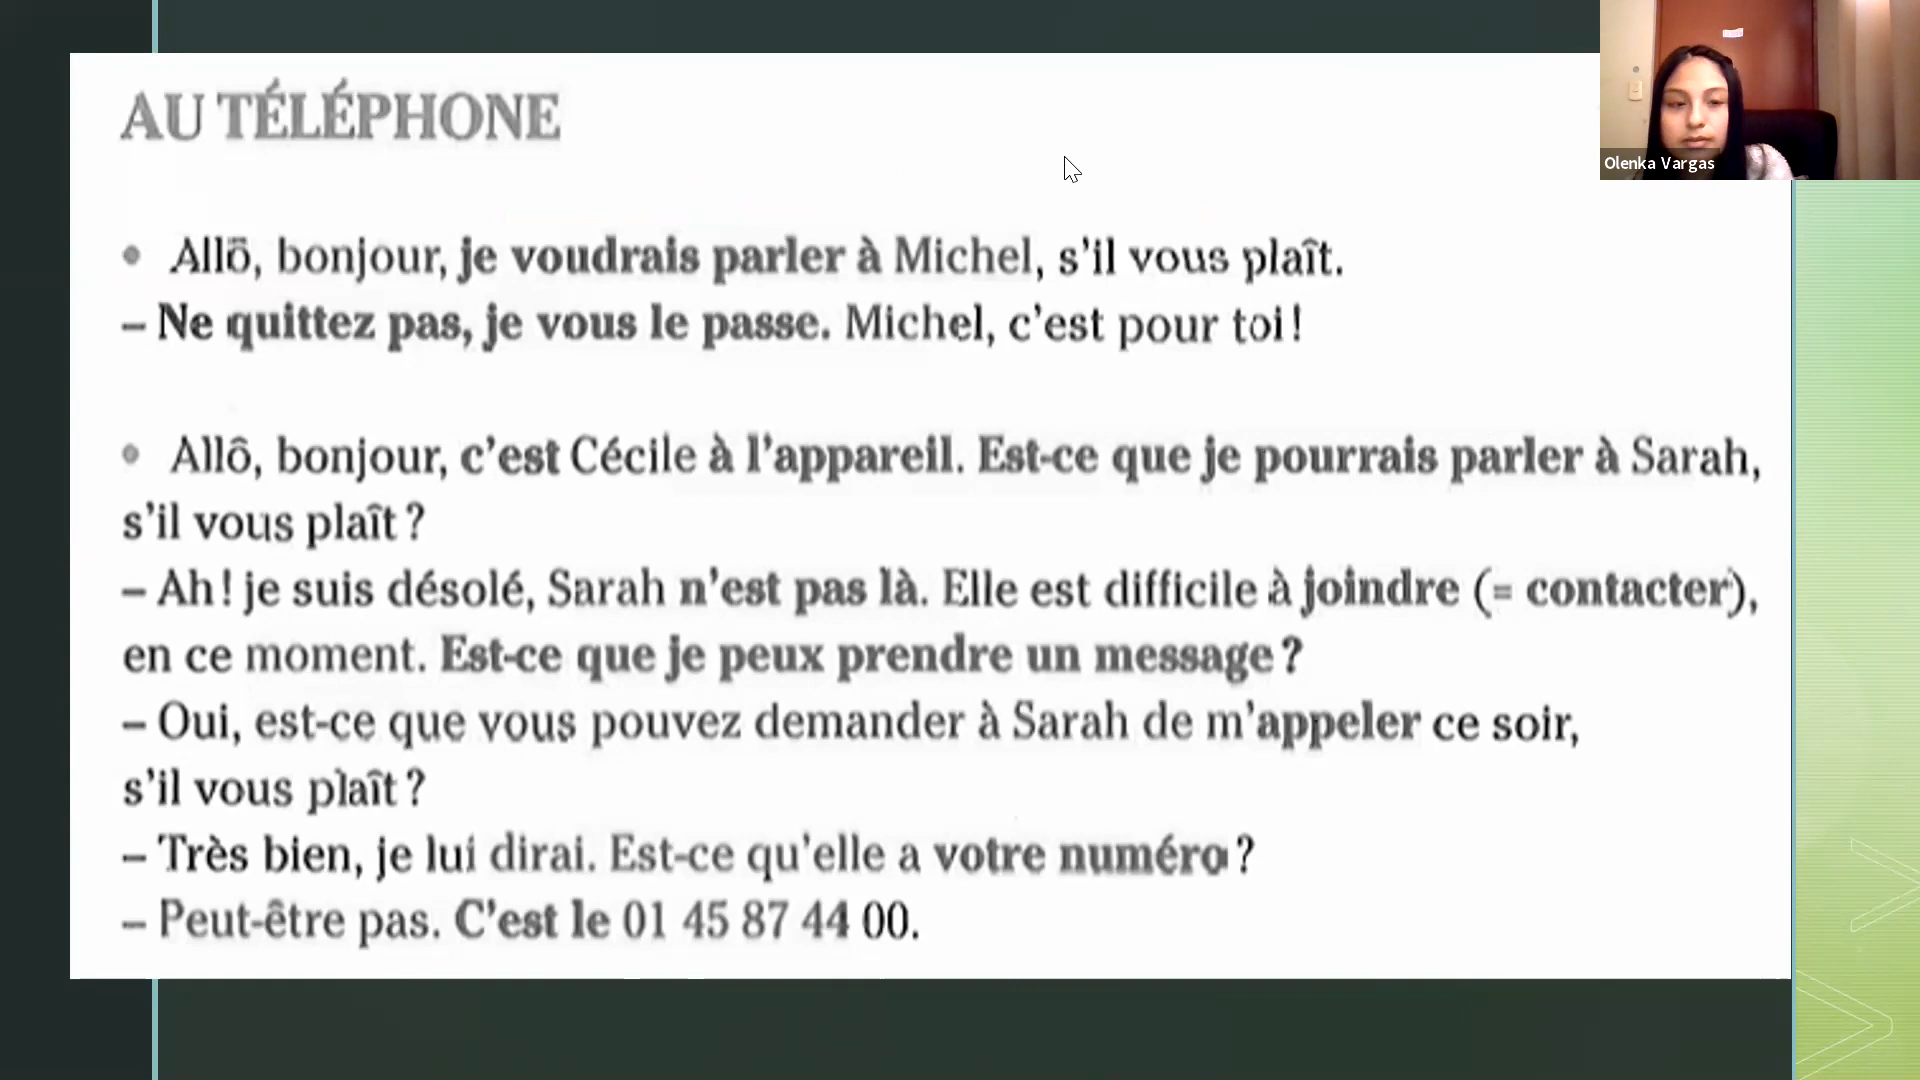 AU TÉLÉPHONE
• Allô, bonjour, je voudrais parler à Michel, s'il vous plaît.
– Ne quittez pas, je vous le passe. Michel, c'est pour toi !
• Allô, bonjour, c'est Cécile à l'appareil. Est-ce que je pourrais parler à Sarah,
s'il vous plaît ?
– Ah ! je suis désolé, Sarah n'est pas là. Elle est difficile à joindre (= contacter),
en ce moment. Est-ce que je peux prendre un message ?
– Oui, est-ce que vous pouvez demander à Sarah de m'appeler ce soir,
s'il vous plaît ?
– Très bien, je lui dirai. Est-ce qu'elle a votre numéro ?
– Peut-être pas. C'est le 01 45 87 44 00.
Olenka Vargas